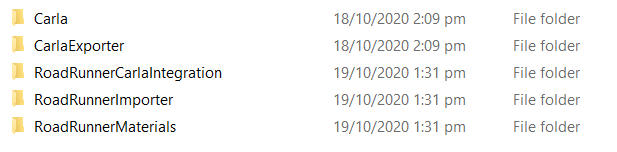 Carla 18/10/2020 2:09 pm File folder
CarlaExporter 18/10/2020 2:09 pm File folder
RoadRunnerCarlaIntegration 19/10/2020 1:31 pm File folder
RoadRunnerImporter 19/10/2020 1:31 pm File folder
RoadRunnerMaterials 19/10/2020 1:31 pm File folder